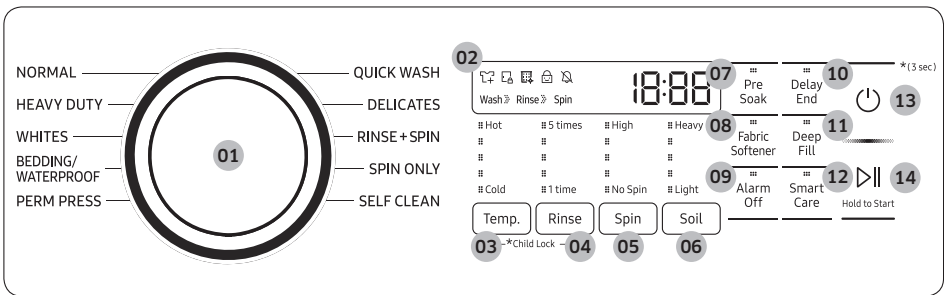 NORMAL
HEAVY DUTY
WHITES
BEDDING/
WATERPROOF
PERM PRESS
01
QUICK WASH
DELICATES
RINSE+SPIN
SPIN ONLY
SELF CLEAN
02
Wash Rinse Spin
18:88
Hot 5 times High Heavy
Cold 1 time No Spin Light
Temp. Rinse Spin Soil
03 *Child Lock 04 05 06
07 Pre
Soak
Delay 10
End
08 Fabric
Softener
Deep 11
Fill
09 Alarm
Off
Smart 12
Care
*(3 sec)
13
14
Hold to Start